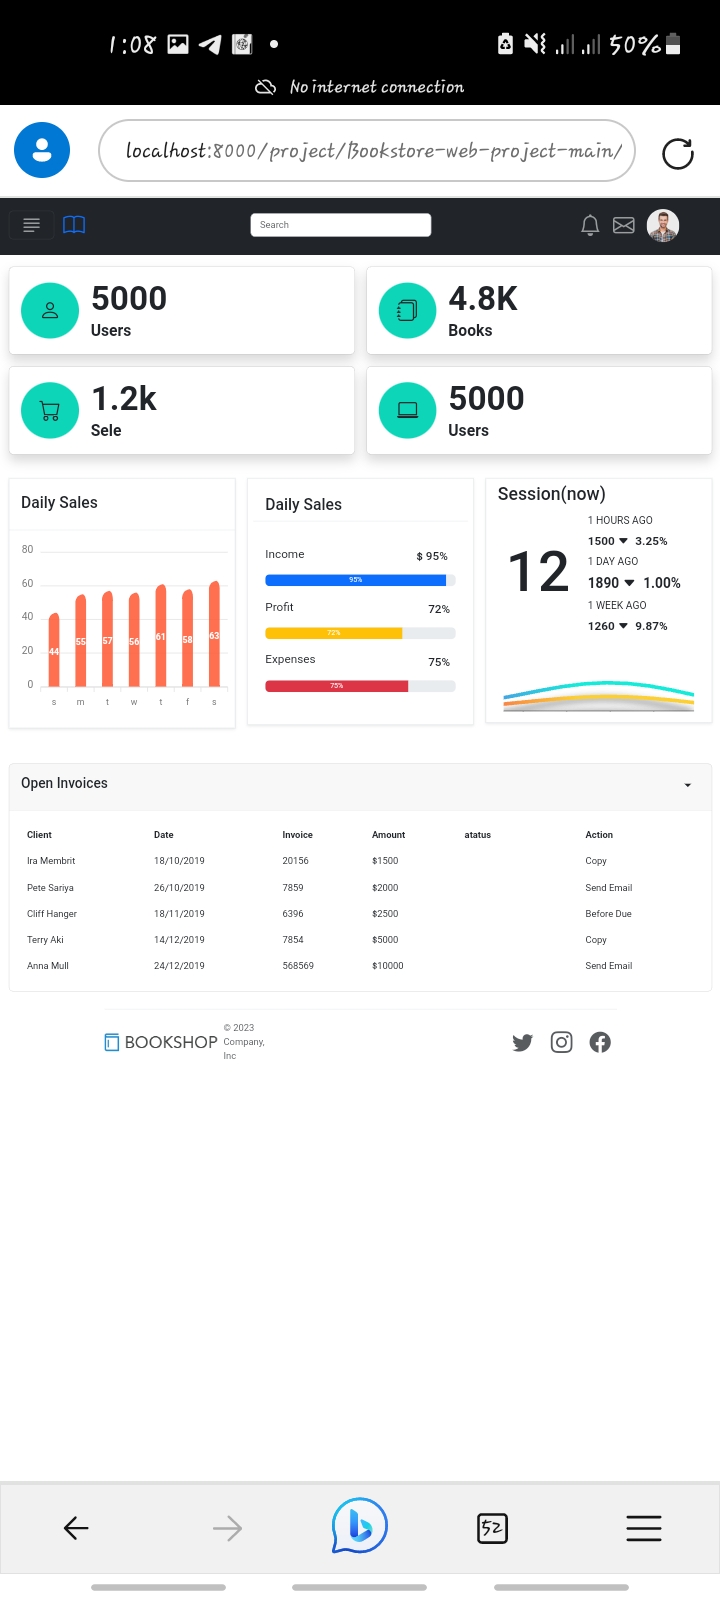 1:08 50%
No internet connection
localhost:8000/project/Bookstore-web-project-main/
Search
5000
Users
4.8K
Books
1.2k
Sele
5000
Users
Daily Sales
80
60
40
20
0
44 55 57 56 61 58 63
s m t w t f s
Daily Sales
Income $ 95%
95%
Profit 72%
72%
Expenses 75%
75%
Session(now)
12
1 HOURS AGO
1500 3.25%
1 DAY AGO
1890 1.00%
1 WEEK AGO
1260 9.87%
Open Invoices
Client Date Invoice Amount atatus Action
Ira Membrit 18/10/2019 20156 $1500 Copy
Pete Sariya 26/10/2019 7859 $2000 Send Email
Cliff Hanger 18/11/2019 6396 $2500 Before Due
Terry Aki 14/12/2019 7854 $5000 Copy
Anna Mull 24/12/2019 568569 $10000 Send Email
BOOKSHOP
© 2023
Company,
Inc
52